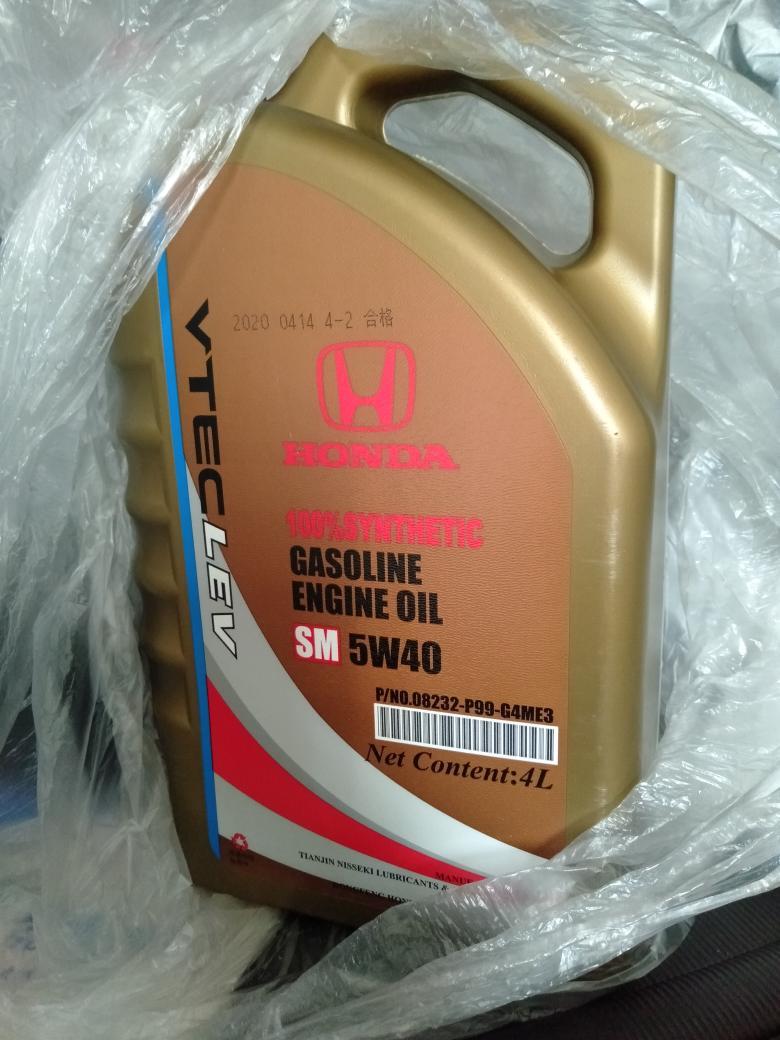 2020 0414 4-2 合格
HONDA
VTEC LEV
100%SYNTHETIC
GASOLINE
ENGINE OIL
SM 5W40
P/NO.08232-P99-G4ME3
Net Content:4L
TIANJIN NISSEKI LUBRICANTS &